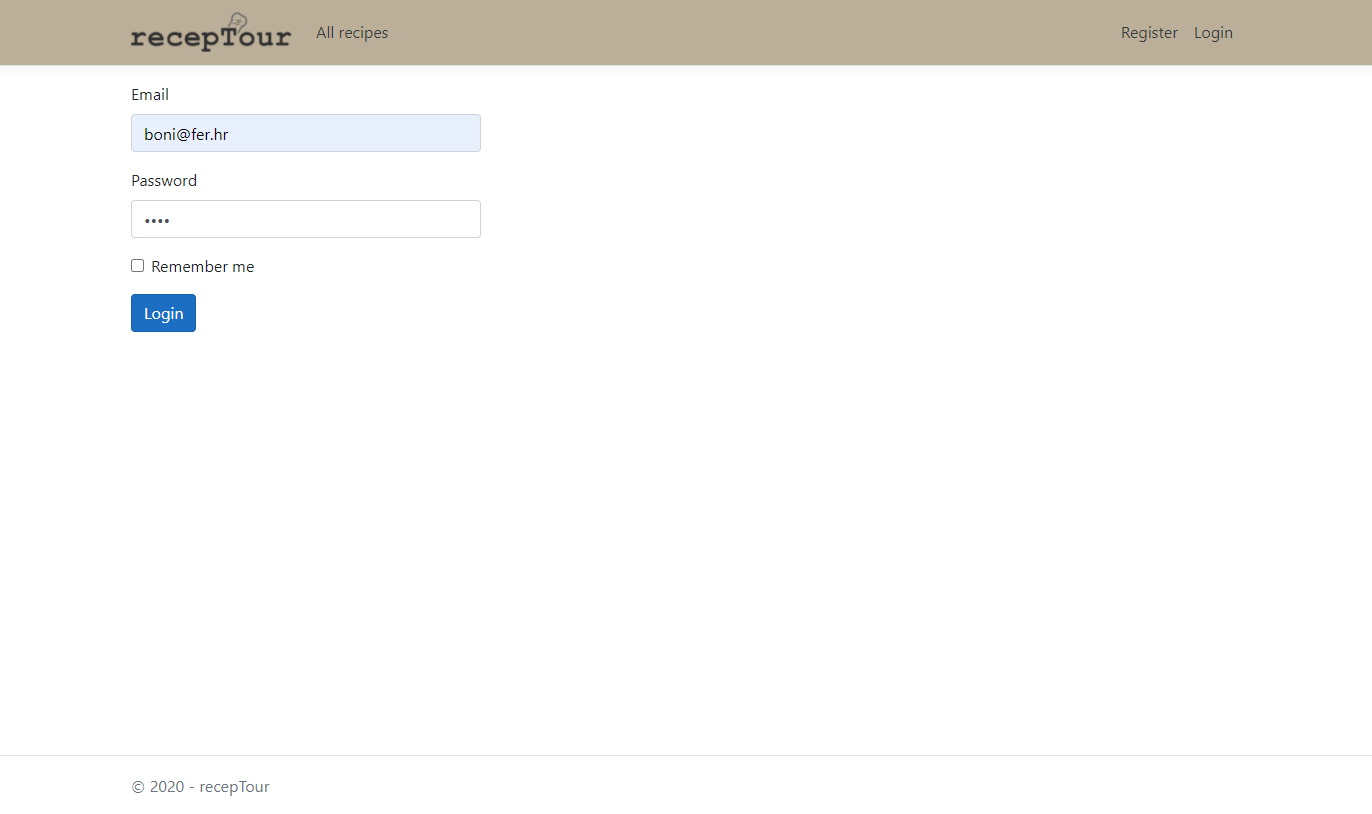 recepTour All recipes Register Login
Email
boni@fer.hr
Password
••••
Remember me
Login
© 2020 - recepTour